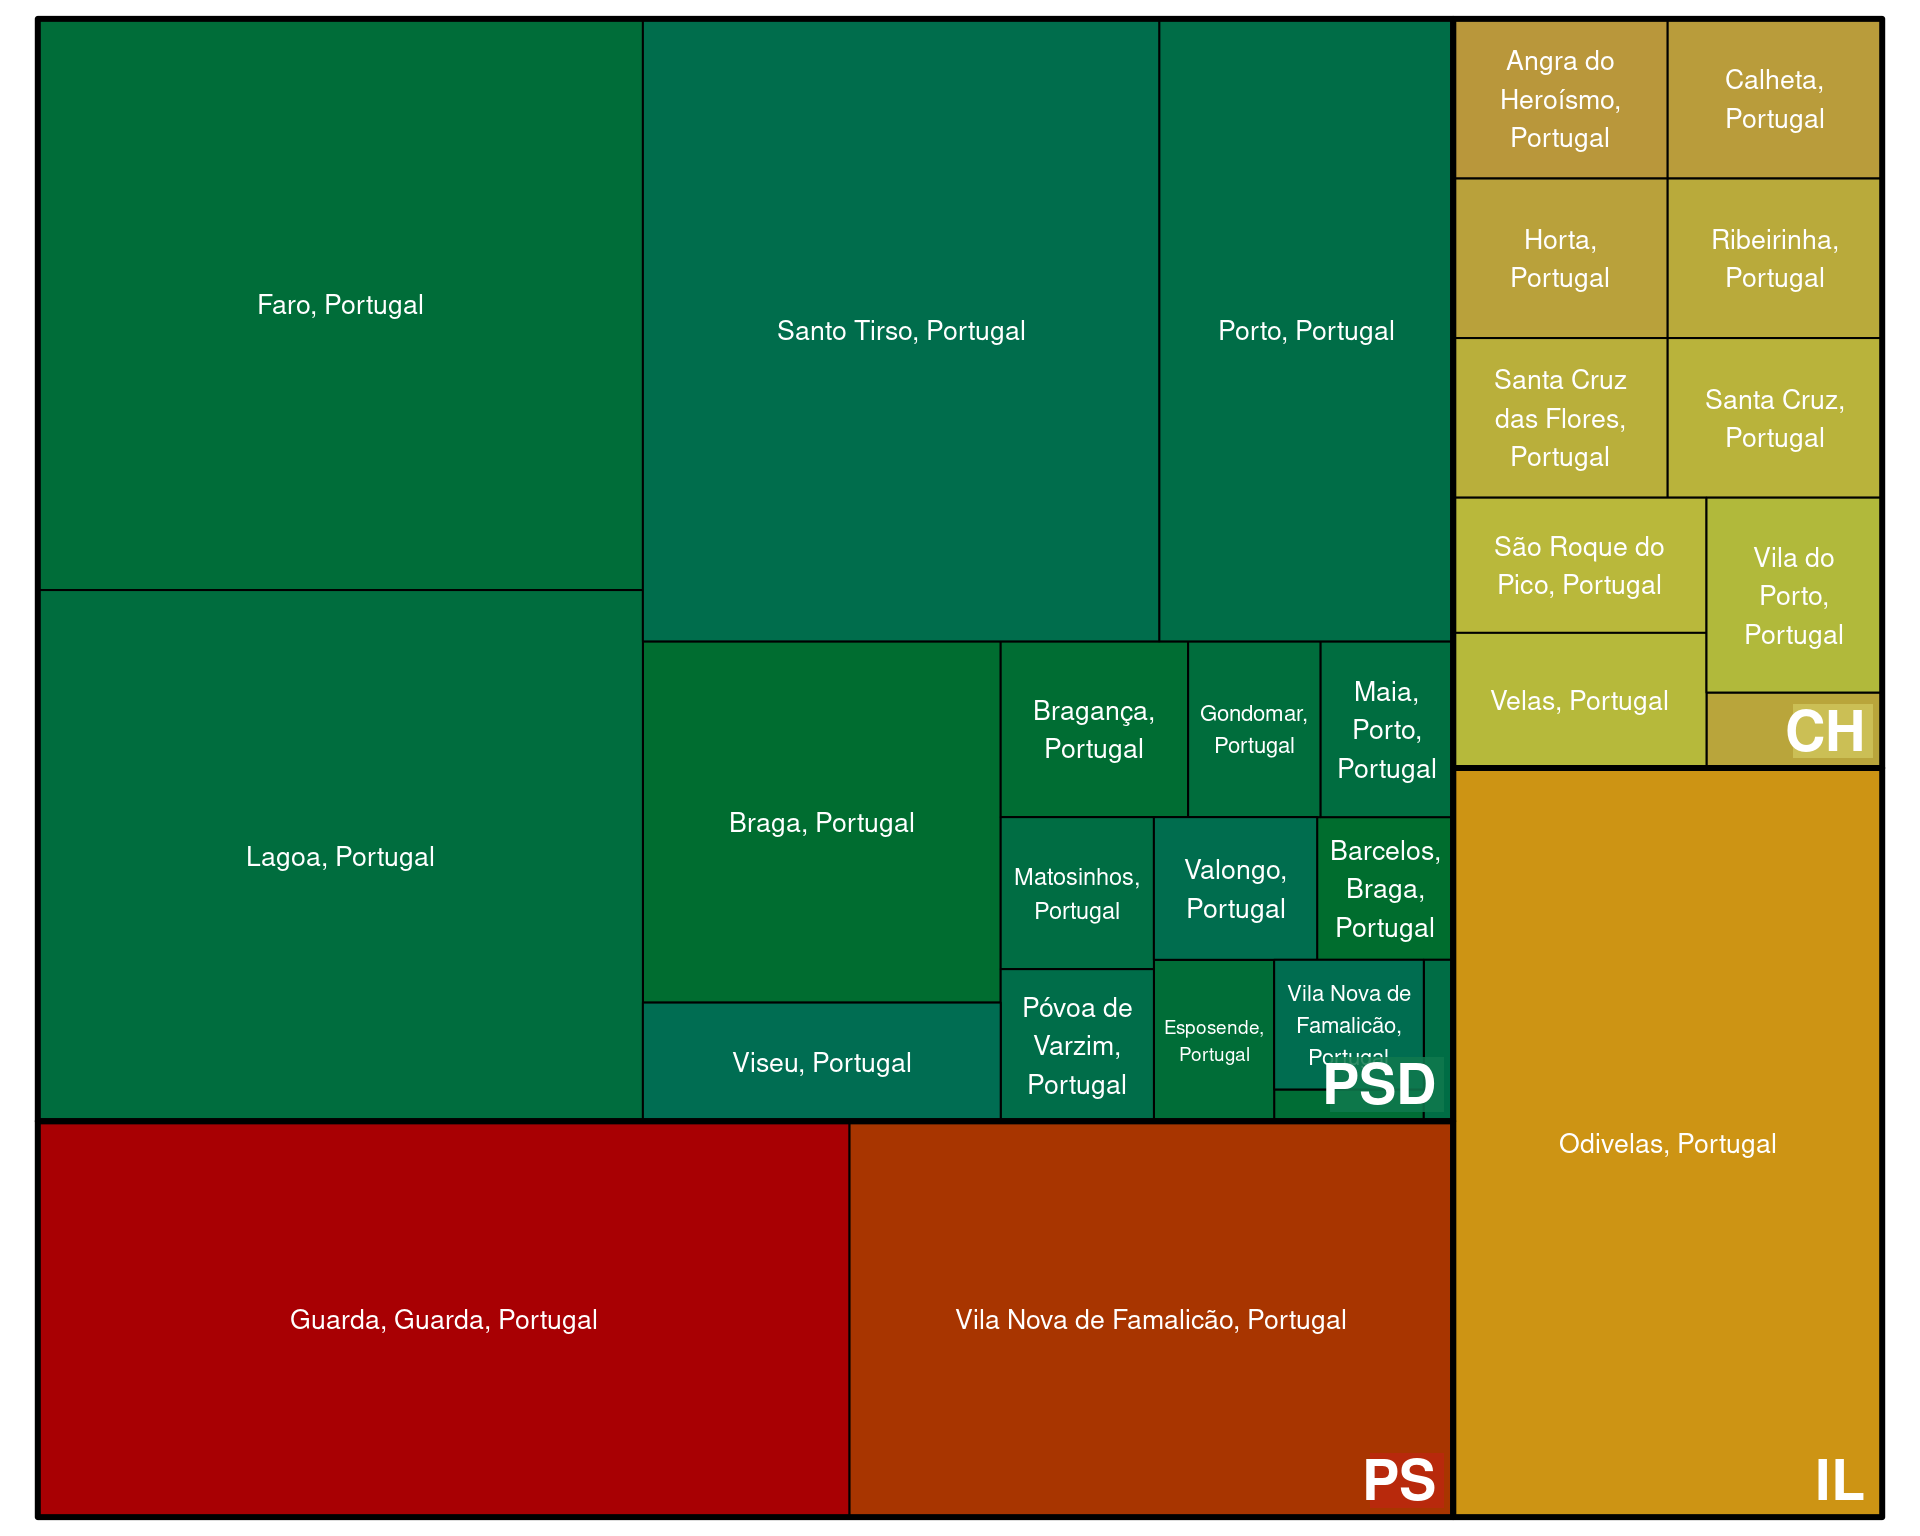 Faro, Portugal
Lagoa, Portugal
Santo Tirso, Portugal
Porto, Portugal
Braga, Portugal
Viseu, Portugal
Bragança,
Portugal
Gondomar,
Portugal
Maia,
Porto,
Portugal
Matosinhos,
Portugal
Valongo,
Portugal
Barcelos,
Braga,
Portugal
Póvoa de
Varzim,
Portugal
Esposende,
Portugal
Vila Nova de
Famalicão,
Portugal
PSD
Guarda, Guarda, Portugal
Vila Nova de Famalicão, Portugal
PS
Angra do
Heroísmo,
Portugal
Calheta,
Portugal
Horta,
Portugal
Ribeirinha,
Portugal
Santa Cruz
das Flores,
Portugal
Santa Cruz,
Portugal
São Roque do
Pico, Portugal
Vila do
Porto,
Portugal
Velas, Portugal
CH
Odivelas, Portugal
IL